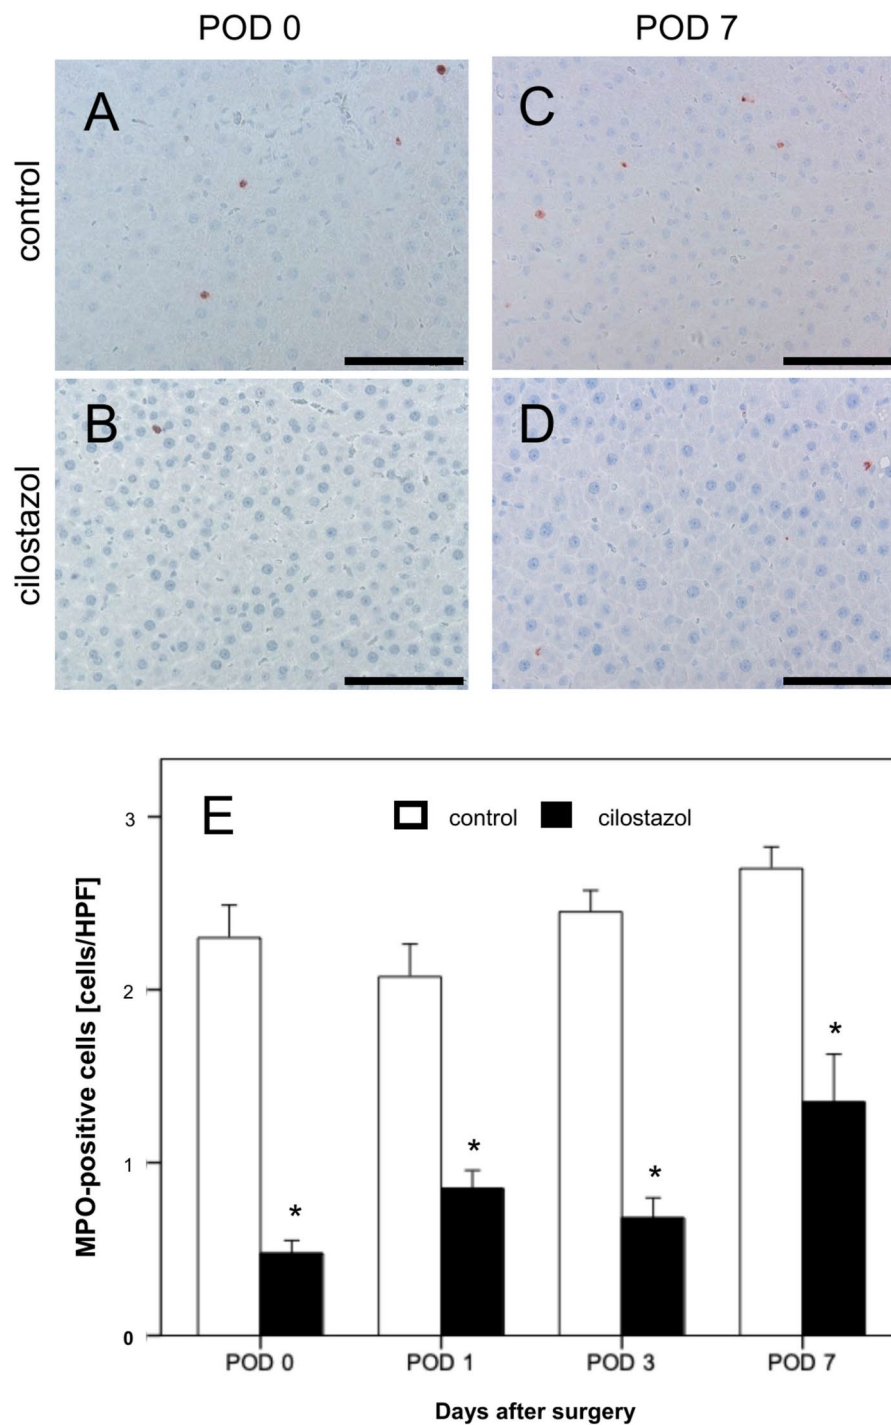 POD 0 POD 7
control
A C
cilostazol
B D
E control cilostazol
MPO-positive cells [cells/HPF]
3
2
1
0
*
*
*
*
POD 0 POD 1 POD 3 POD 7
Days after surgery